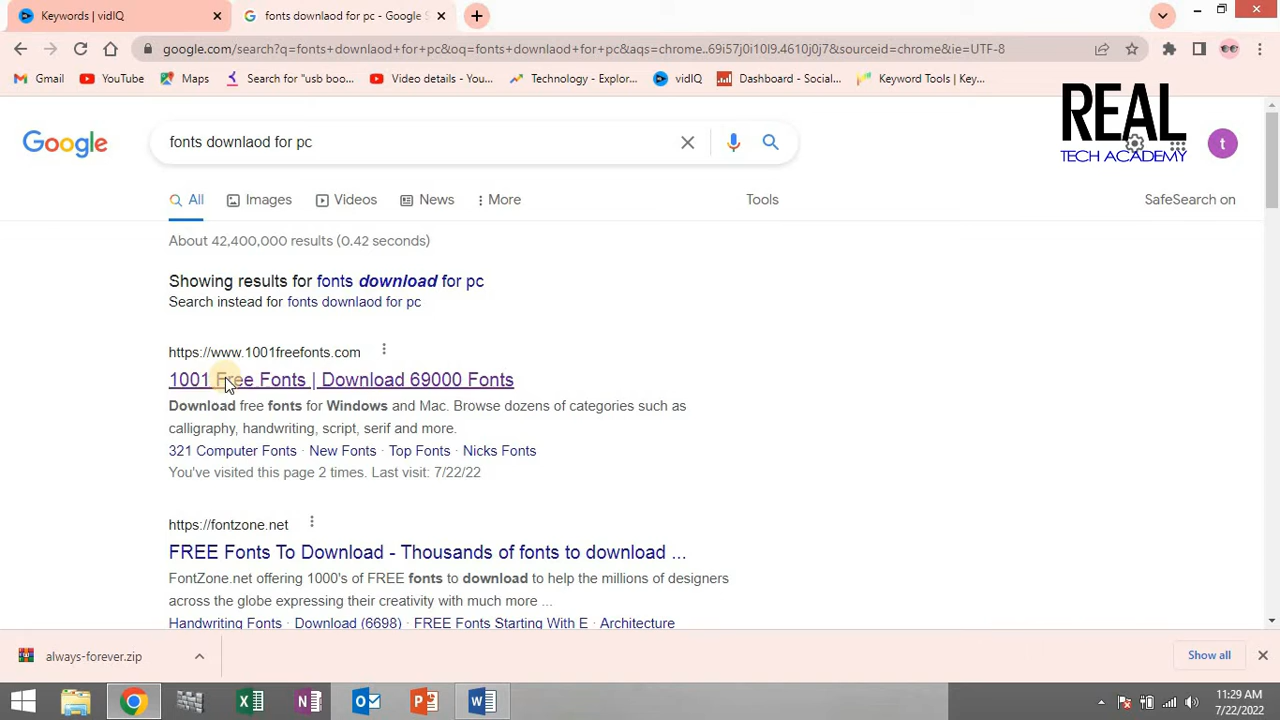 Keywords | vidIQ
fonts downlaod for pc - Google S
google.com/search?q=fonts+downlaod+for+pc&oq=fonts+downlaod+for+pc&aqs=chrome..69i57j0i10l9.4610j0j7&sourceid=chrome&ie=UTF-8
Gmail YouTube Maps Search for "usb boo... Video details - You... Technology - Explor... vidIQ Dashboard - Social... Keyword Tools | Key...
REAL
TECH ACADEMY
Google
fonts downlaod for pc
t
All Images Videos News More Tools SafeSearch on
About 42,400,000 results (0.42 seconds)
Showing results for fonts download for pc
Search instead for fonts downlaod for pc
https://www.1001freefonts.com
1001 Free Fonts | Download 69000 Fonts
Download free fonts for Windows and Mac. Browse dozens of categories such as
calligraphy, handwriting, script, serif and more.
321 Computer Fonts · New Fonts · Top Fonts · Nicks Fonts
You've visited this page 2 times. Last visit: 7/22/22
https://fontzone.net
FREE Fonts To Download - Thousands of fonts to download ...
FontZone.net offering 1000's of FREE fonts to download to help the millions of designers
across the globe expressing their creativity with much more ...
Handwriting Fonts · Download (6698) · FREE Fonts Starting With E · Architecture
always-forever.zip
Show all
11:29 AM
7/22/2022